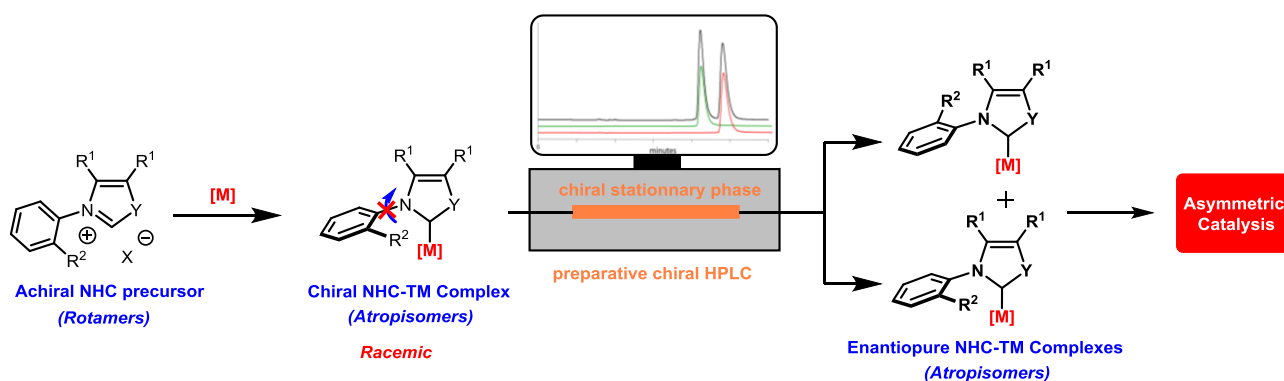 R¹ R¹
N Y
⊕ ⊖
R² X
Achiral NHC precursor
(Rotamers)
[M]
R¹ R¹
N Y
R²
[M]
Chiral NHC-TM Complex
(Atropisomers)
Racemic
0
minutes
chiral stationnary phase
preparative chiral HPLC
R¹ R¹
R²
N Y
[M]
+
R¹ R¹
N Y
R²
[M]
Enantiopure NHC-TM Complexes
(Atropisomers)
Asymmetric
Catalysis